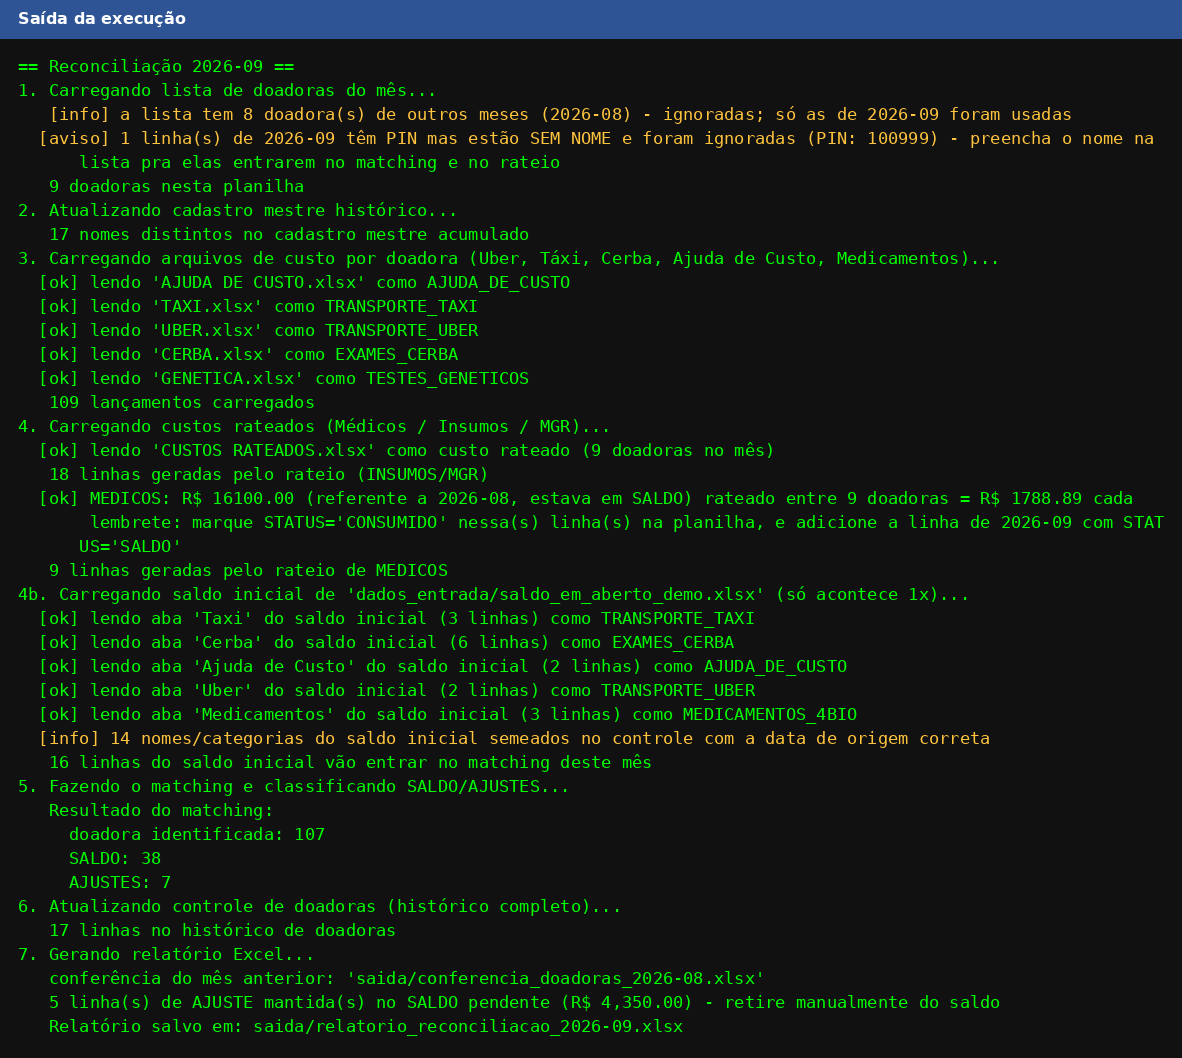 Saída da execução
== Reconciliação 2026-09 ==
1. Carregando lista de doadoras do mês...
[info] a lista tem 8 doadora(s) de outros meses (2026-08) - ignoradas; só as de 2026-09 foram usadas
[aviso] 1 linha(s) de 2026-09 têm PIN mas estão SEM NOME e foram ignoradas (PIN: 100999) - preencha o nome na
lista pra elas entrarem no matching e no rateio
9 doadoras nesta planilha
2. Atualizando cadastro mestre histórico...
17 nomes distintos no cadastro mestre acumulado
3. Carregando arquivos de custo por doadora (Uber, Táxi, Cerba, Ajuda de Custo, Medicamentos)...
[ok] lendo 'AJUDA DE CUSTO.xlsx' como AJUDA_DE_CUSTO
[ok] lendo 'TAXI.xlsx' como TRANSPORTE_TAXI
[ok] lendo 'UBER.xlsx' como TRANSPORTE_UBER
[ok] lendo 'CERBA.xlsx' como EXAMES_CERBA
[ok] lendo 'GENETICA.xlsx' como TESTES_GENETICOS
109 lançamentos carregados
4. Carregando custos rateados (Médicos / Insumos / MGR)...
[ok] lendo 'CUSTOS RATEADOS.xlsx' como custo rateado (9 doadoras no mês)
18 linhas geradas pelo rateio (INSUMOS/MGR)
[ok] MEDICOS: R$ 16100.00 (referente a 2026-08, estava em SALDO) rateado entre 9 doadoras = R$ 1788.89 cada
lembrete: marque STATUS='CONSUMIDO' nessa(s) linha(s) na planilha, e adicione a linha de 2026-09 com STAT
US='SALDO'
9 linhas geradas pelo rateio de MEDICOS
4b. Carregando saldo inicial de 'dados_entrada/saldo_em_aberto_demo.xlsx' (só acontece 1x)...
[ok] lendo aba 'Taxi' do saldo inicial (3 linhas) como TRANSPORTE_TAXI
[ok] lendo aba 'Cerba' do saldo inicial (6 linhas) como EXAMES_CERBA
[ok] lendo aba 'Ajuda de Custo' do saldo inicial (2 linhas) como AJUDA_DE_CUSTO
[ok] lendo aba 'Uber' do saldo inicial (2 linhas) como TRANSPORTE_UBER
[ok] lendo aba 'Medicamentos' do saldo inicial (3 linhas) como MEDICAMENTOS_4BIO
[info] 14 nomes/categorias do saldo inicial semeados no controle com a data de origem correta
16 linhas do saldo inicial vão entrar no matching deste mês
5. Fazendo o matching e classificando SALDO/AJUSTES...
Resultado do matching:
doadora identificada: 107
SALDO: 38
AJUSTES: 7
6. Atualizando controle de doadoras (histórico completo)...
17 linhas no histórico de doadoras
7. Gerando relatório Excel...
conferência do mês anterior: 'saida/conferencia_doadoras_2026-08.xlsx'
5 linha(s) de AJUSTE mantida(s) no SALDO pendente (R$ 4,350.00) - retire manualmente do saldo
Relatório salvo em: saida/relatorio_reconciliacao_2026-09.xlsx